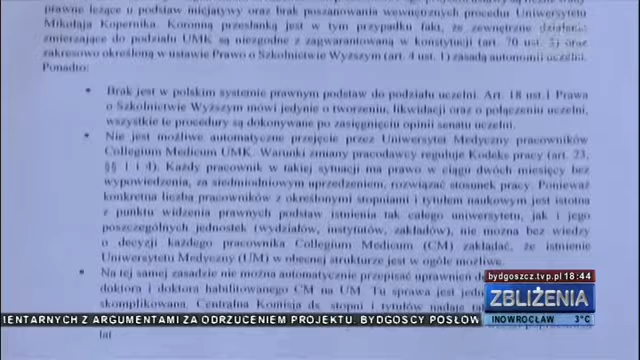 prawne leżące u podstaw inicjatywy oraz brak poszanowania wewnętrznych procedur Uniwersytetu
Mikołaja Kopernika. Koronną przesłanką jest w tym przypadku fakt, że zewnętrzne działanie
zmierzające do podziału UMK są niezgodne z zagwarantowaną w konstytucji (art. 70 ust. 5) oraz
zakresowo określoną w ustawie Prawo o Szkolnictwie Wyższym (art. 4 ust. 1) zasadą autonomii uczelni.
Ponadto:
• Brak jest w polskim systemie prawnym podstaw do podziału uczelni. Art. 18 ust. 1 Prawa
o Szkolnictwie Wyższym mówi jedynie o tworzeniu, likwidacji oraz o połączeniu uczelni,
wszystkie te procedury są dokonywane po zasięgnięciu opinii senatu uczelni.
• Nie jest możliwe automatyczne przejęcie przez Uniwersytet Medyczny pracowników
Collegium Medicum UMK. Warunki zmiany pracodawcy reguluje Kodeks pracy (art. 23,
§§ 1 i 4). Każdy pracownik w takiej sytuacji ma prawo w ciągu dwóch miesięcy bez
wypowiedzenia, za siedmiodniowym uprzedzeniem, rozwiązać stosunek pracy. Ponieważ
konkretna liczba pracowników z określonymi stopniami i tytułem naukowym jest istotna
z punktu widzenia prawnych podstaw istnienia tak całego uniwersytetu, jak i jego
poszczególnych jednostek (wydziałów, instytutów, zakładów), nie można bez wiedzy
o decyzji każdego pracownika Collegium Medicum (CM) zakładać, że istnienie
Uniwersytetu Medyczny (UM) w obecnej strukturze jest w ogóle możliwe.
• Na tej samej zasadzie nie można automatycznie przepisać uprawnień d
doktora i doktora habilitowanego CM na UM. Tu sprawa jest jedn
skomplikowana. Centralna Komisja ds. stopni i tytułów nadaje tak
lat
bydgoszcz.tvp.pl 18:44
ZBLIŻENIA
INOWROCŁAW 3°C
IENTARNYCH Z ARGUMENTAMI ZA ODRZUCENIEM PROJEKTU. BYDGOSCY POSŁOW